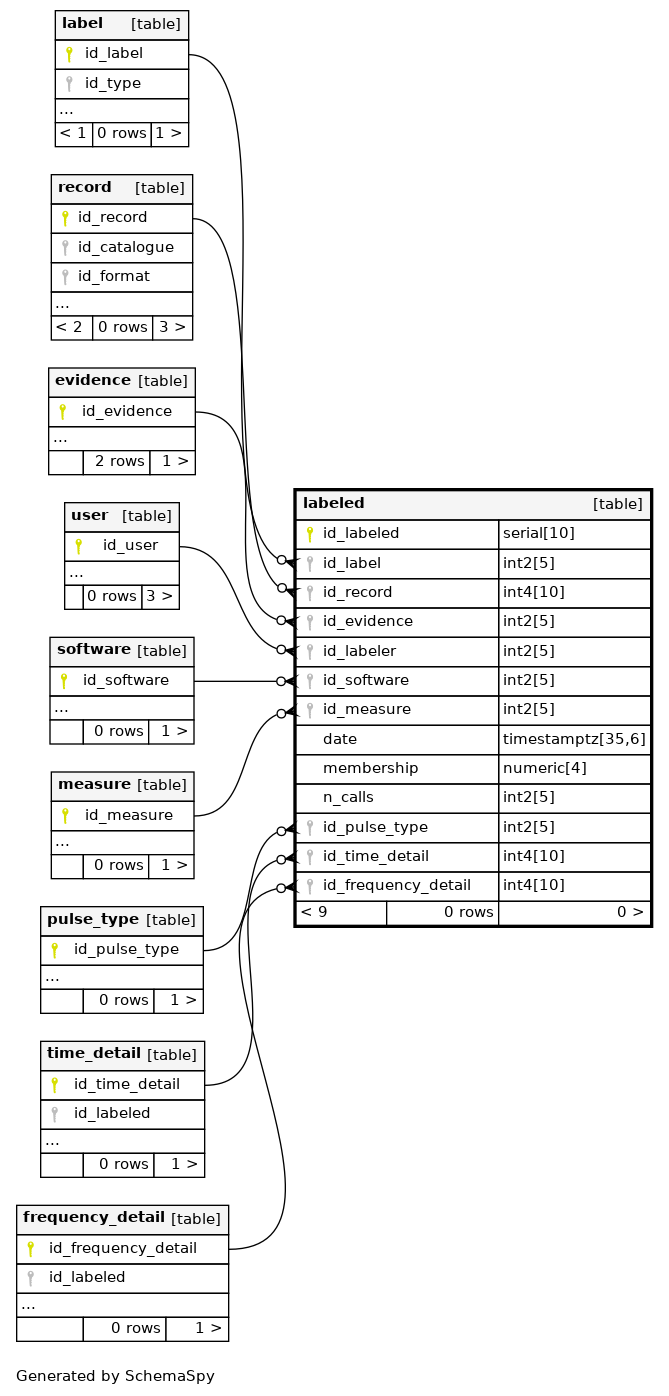 label [table]
id_label
id_type
...
< 1 0 rows 1 >
record [table]
id_record
id_catalogue
id_format
...
< 2 0 rows 3 >
evidence [table]
id_evidence
...
2 rows 1 >
user [table]
id_user
...
0 rows 3 >
software [table]
id_software
...
0 rows 1 >
measure [table]
id_measure
...
0 rows 1 >
pulse_type [table]
id_pulse_type
...
0 rows 1 >
time_detail [table]
id_time_detail
id_labeled
...
0 rows 1 >
frequency_detail [table]
id_frequency_detail
id_labeled
...
0 rows 1 >
labeled [table]
id_labeled serial[10]
id_label int2[5]
id_record int4[10]
id_evidence int2[5]
id_labeler int2[5]
id_software int2[5]
id_measure int2[5]
date timestamptz[35,6]
membership numeric[4]
n_calls int2[5]
id_pulse_type int2[5]
id_time_detail int4[10]
id_frequency_detail int4[10]
< 9 0 rows 0 >
Generated by SchemaSpy